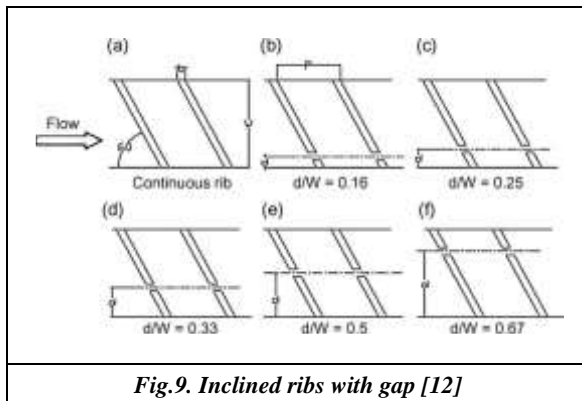 (a)
(b)
(c)
Flow
60
Continuous rib
d/W = 0.16
d/W = 0.25
(d)
(e)
(f)
d/W = 0.33
d/W = 0.5
d/W = 0.67
Fig.9. Inclined ribs with gap [12]